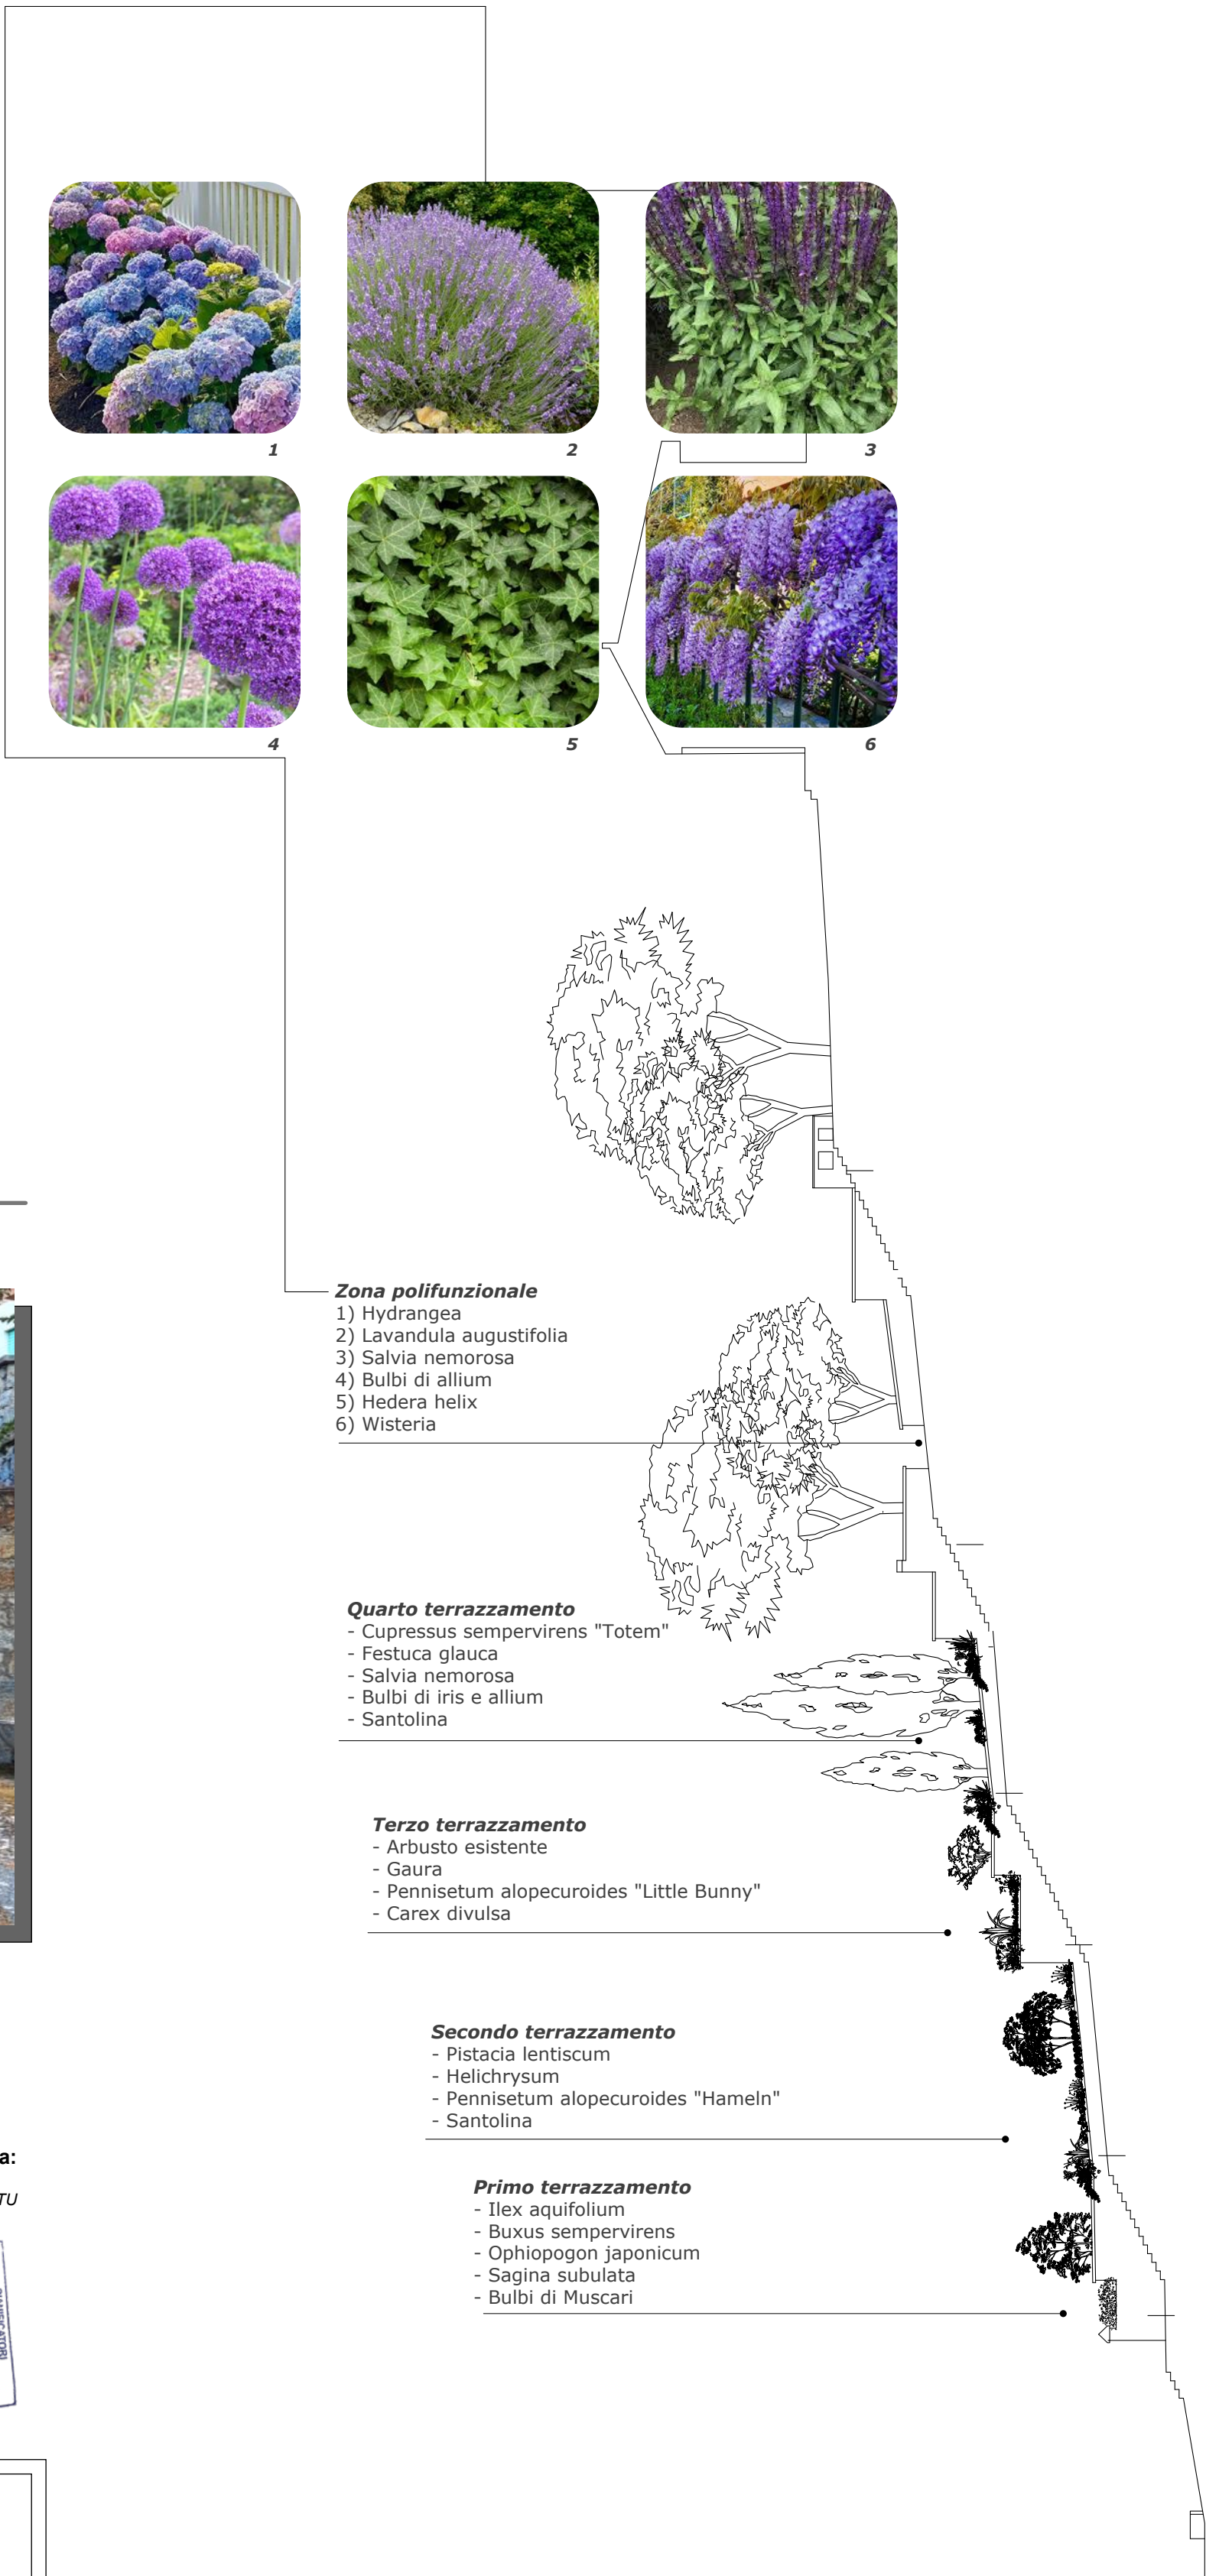 1
2
3
4
5
6
Zona polifunzionale
1) Hydrangea
2) Lavandula augustifolia
3) Salvia nemorosa
4) Bulbi di allium
5) Hedera helix
6) Wisteria
Quarto terrazzamento
- Cupressus sempervirens "Totem"
- Festuca glauca
- Salvia nemorosa
- Bulbi di iris e allium
- Santolina
Terzo terrazzamento
- Arbusto esistente
- Gaura
- Pennisetum alopecuroides "Little Bunny"
- Carex divulsa
Secondo terrazzamento
- Pistacia lentiscum
- Helichrysum
- Pennisetum alopecuroides "Hameln"
- Santolina
a:
TU
Primo terrazzamento
- Ilex aquifolium
- Buxus sempervirens
- Ophiopogon japonicum
- Sagina subulata
- Bulbi di Muscari